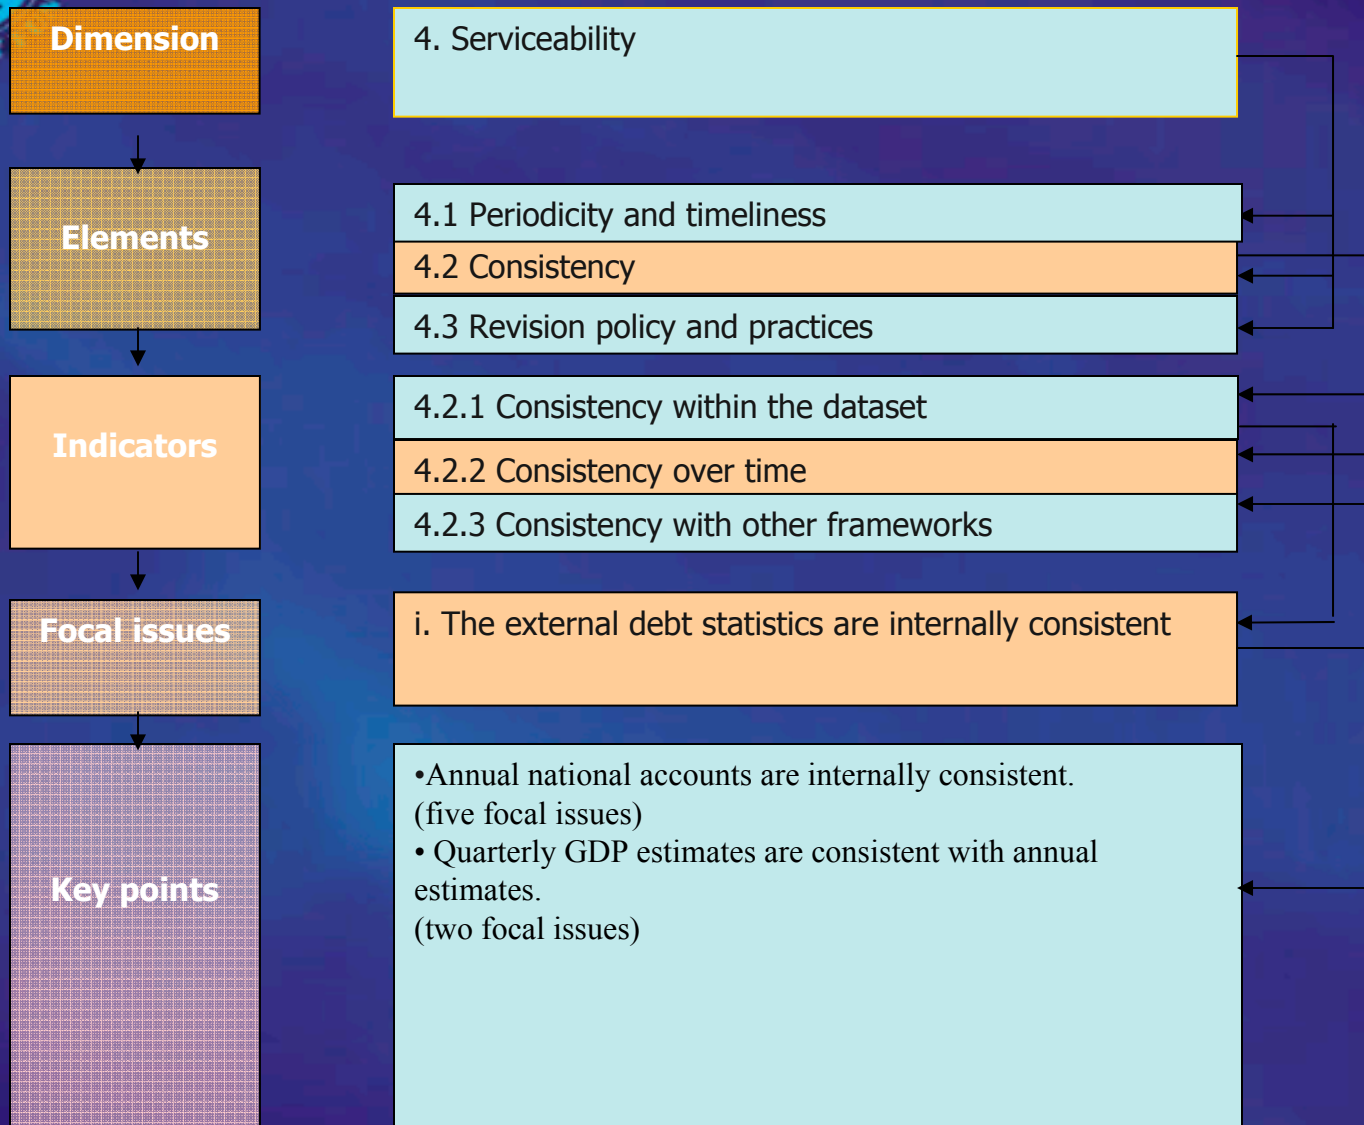 Dimension
4. Serviceability
Elements
4.1 Periodicity and timeliness
4.2 Consistency
4.3 Revision policy and practices
Indicators
4.2.1 Consistency within the dataset
4.2.2 Consistency over time
4.2.3 Consistency with other frameworks
Focal issues
i. The external debt statistics are internally consistent
Key points
•Annual national accounts are internally consistent.
(five focal issues)
• Quarterly GDP estimates are consistent with annual
estimates.
(two focal issues)